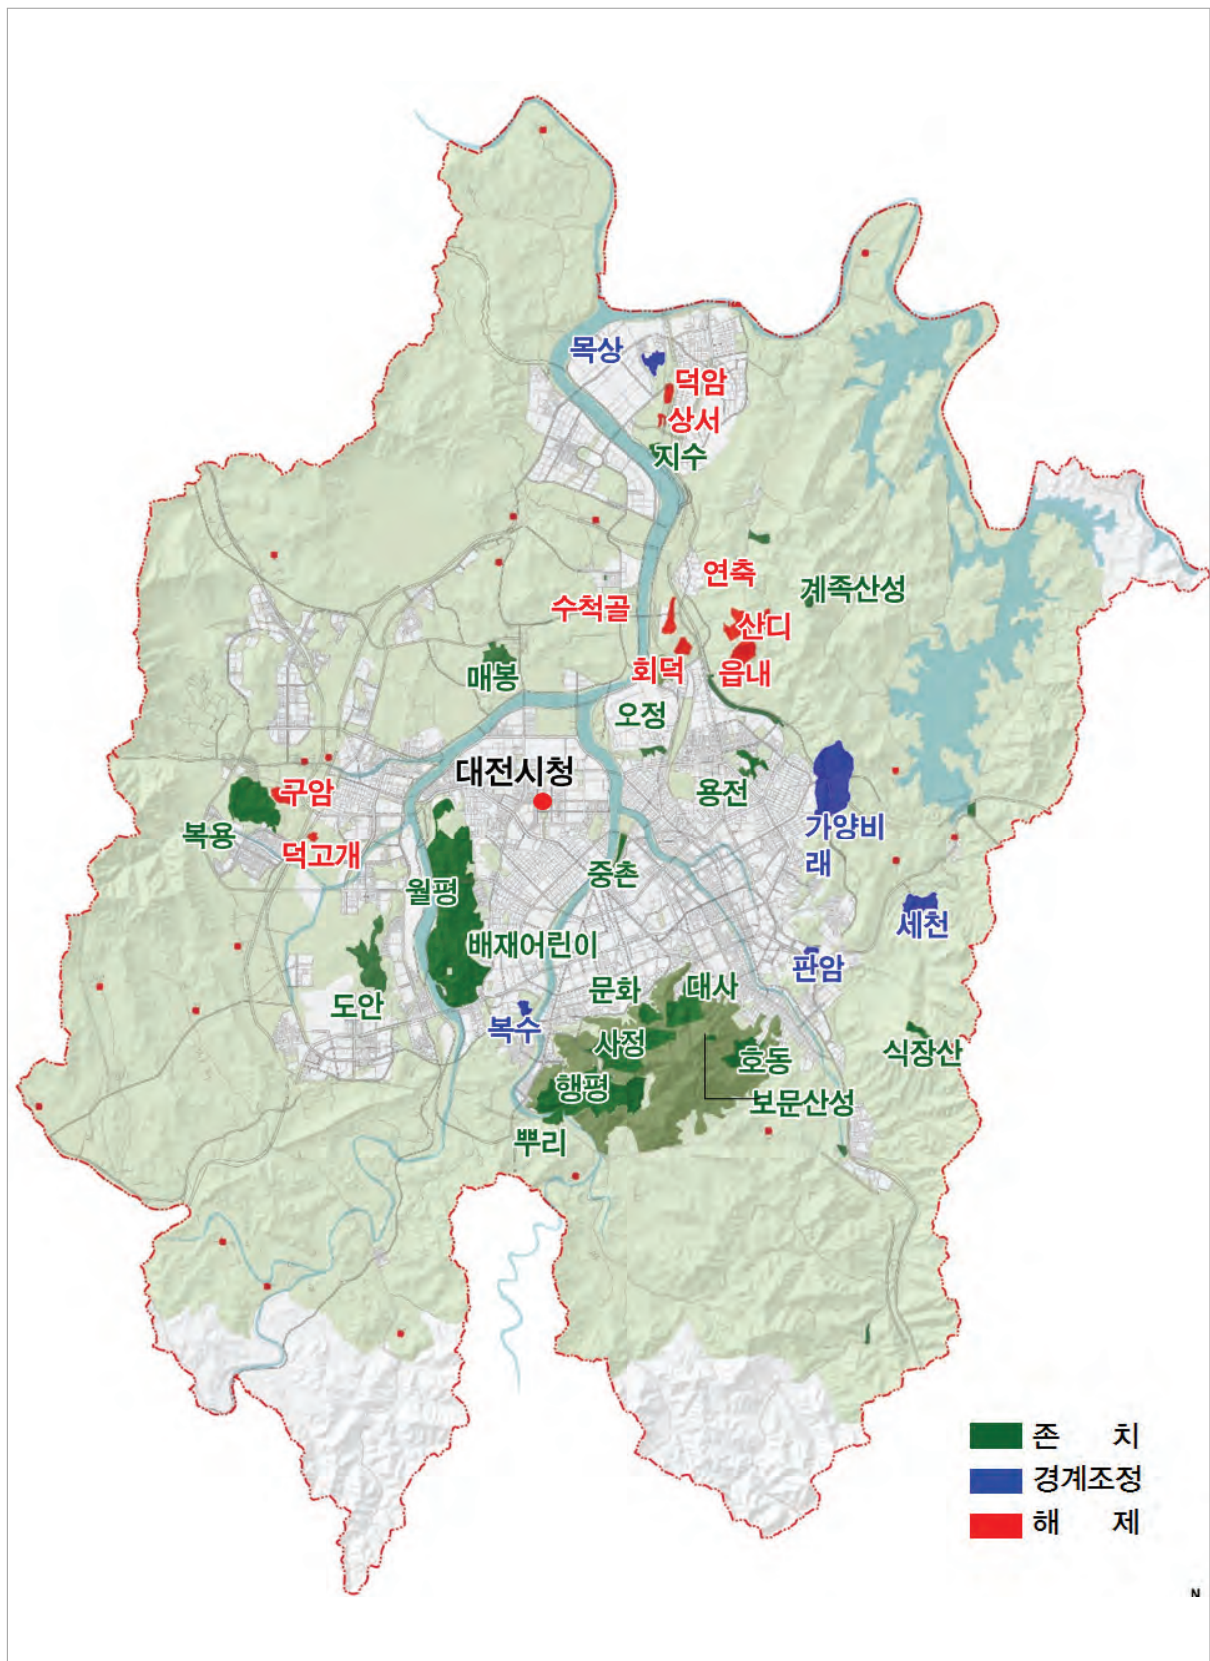 목상
덕암
상서
지수
연축
계족산성
수척골
산디
회덕
읍내
매봉
오정
대전시청
용전
구암
복용
덕고개
가양비
래
중촌
월평
세천
배재어린이
판암
문화
대사
도안
복수
사정
호동
식장산
행평
보문산성
뿌리
존 치
경계조정
해 제
N